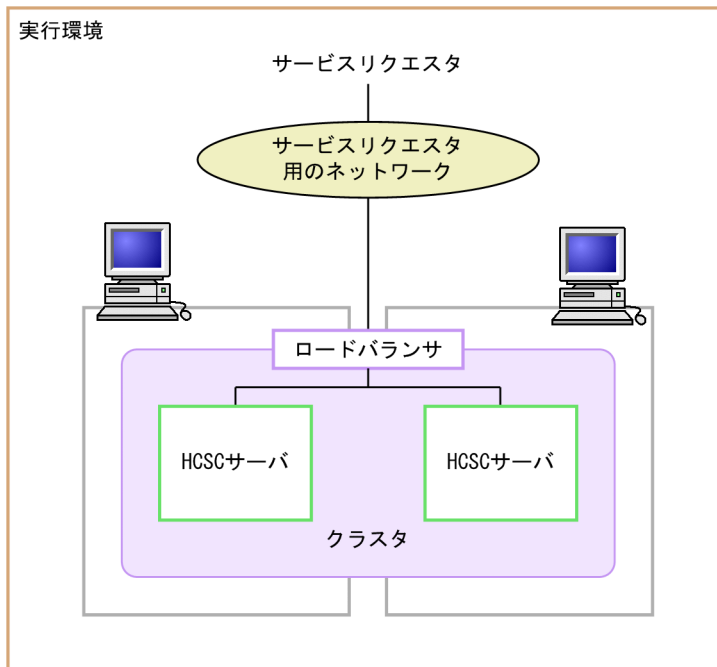 実行環境
サービスリクエスタ
サービスリクエスタ
用のネットワーク
ロードバランサ
HCSCサーバ
HCSCサーバ
クラスタ